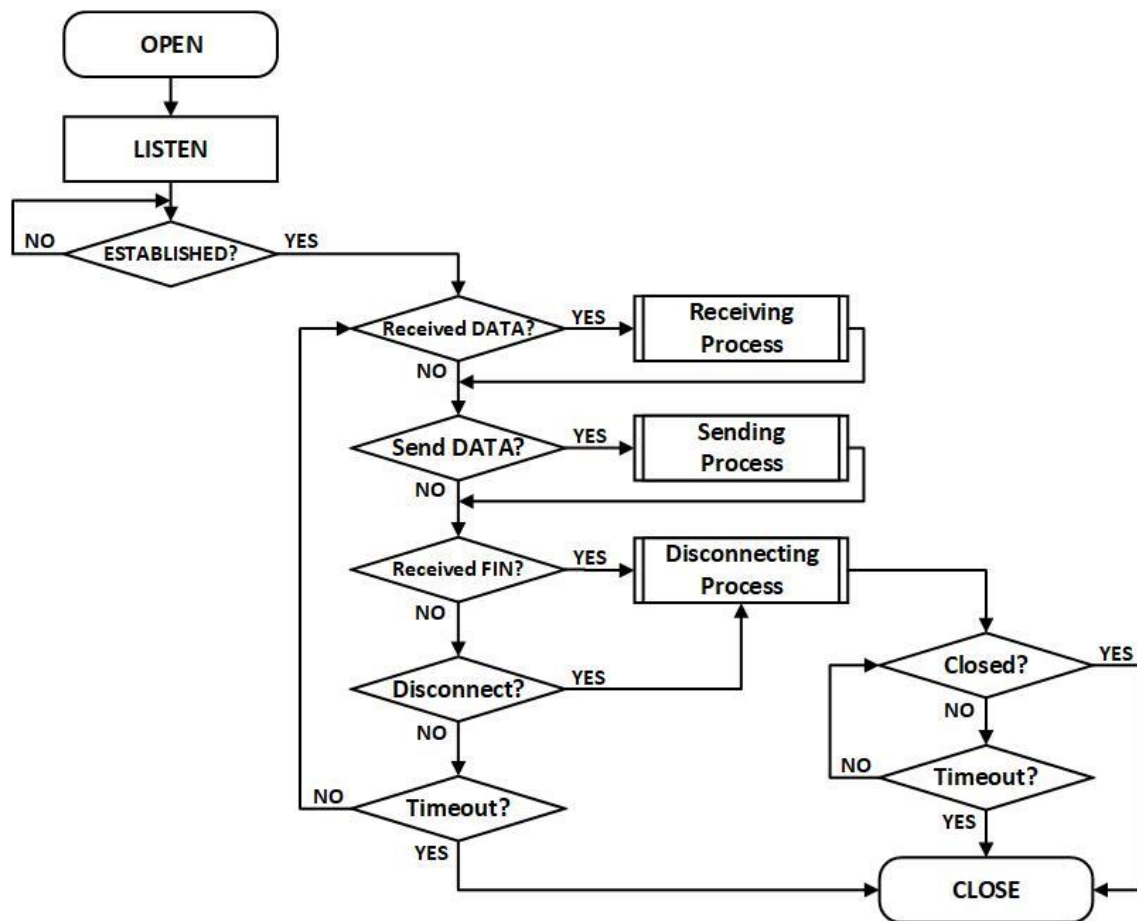 OPEN
LISTEN
NO
ESTABLISHED?
YES
Received DATA?
YES
Receiving
Process
NO
Send DATA?
YES
Sending
Process
NO
Received FIN?
YES
Disconnecting
Process
NO
Closed?
YES
Disconnect?
YES
NO
NO
NO
Timeout?
NO
Timeout?
YES
YES
CLOSE